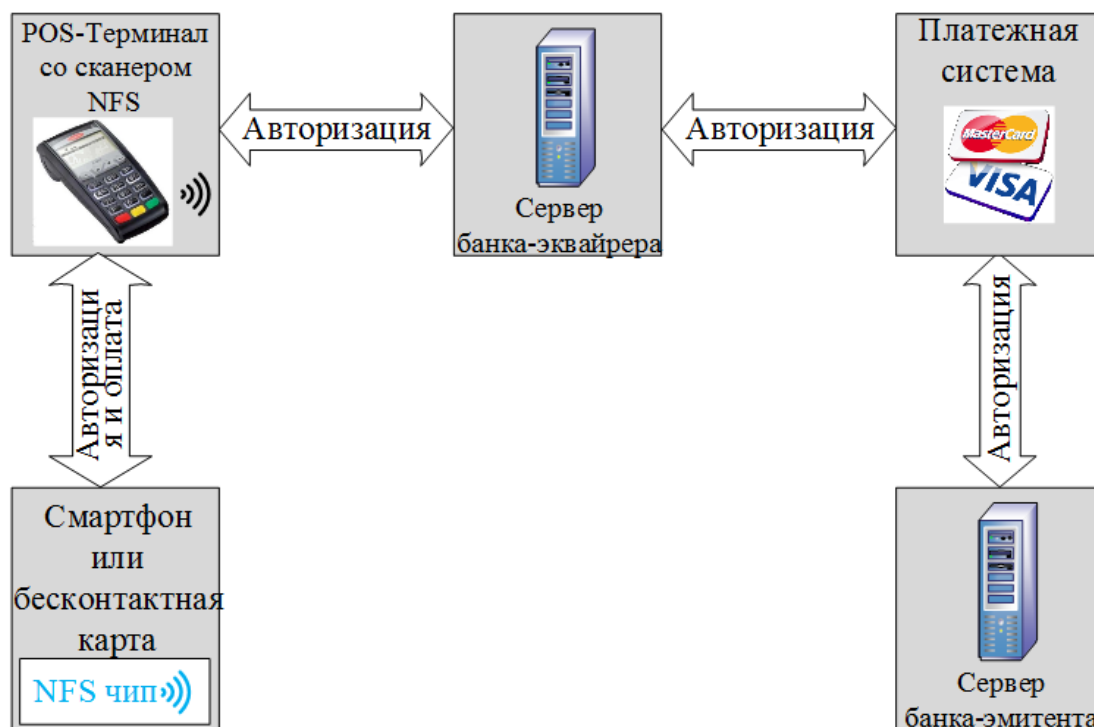 POS-Терминал
со сканером
NFS
Авторизация
Сервер
банка-эквайрера
Авторизация
Платежная
система
MasterCard
VISA
Авторизаци
я и оплата
Авторизация
Смартфон
или
бесконтактная
карта
NFS чип
Сервер
банка-эмитента